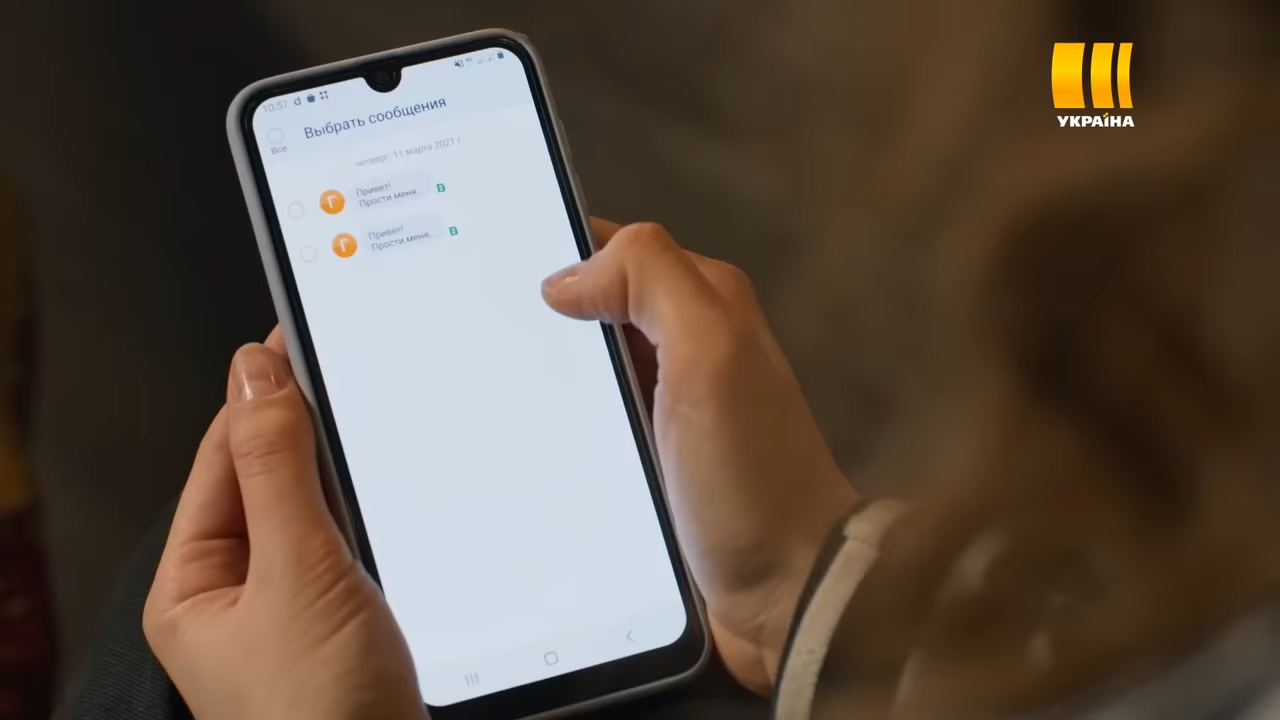 10:57
Выбрать сообщения
Все
четверг, 11 марта 2021 г.
Привет!
Прости меня...
Привет!
Прости меня...
УКРАЇНА